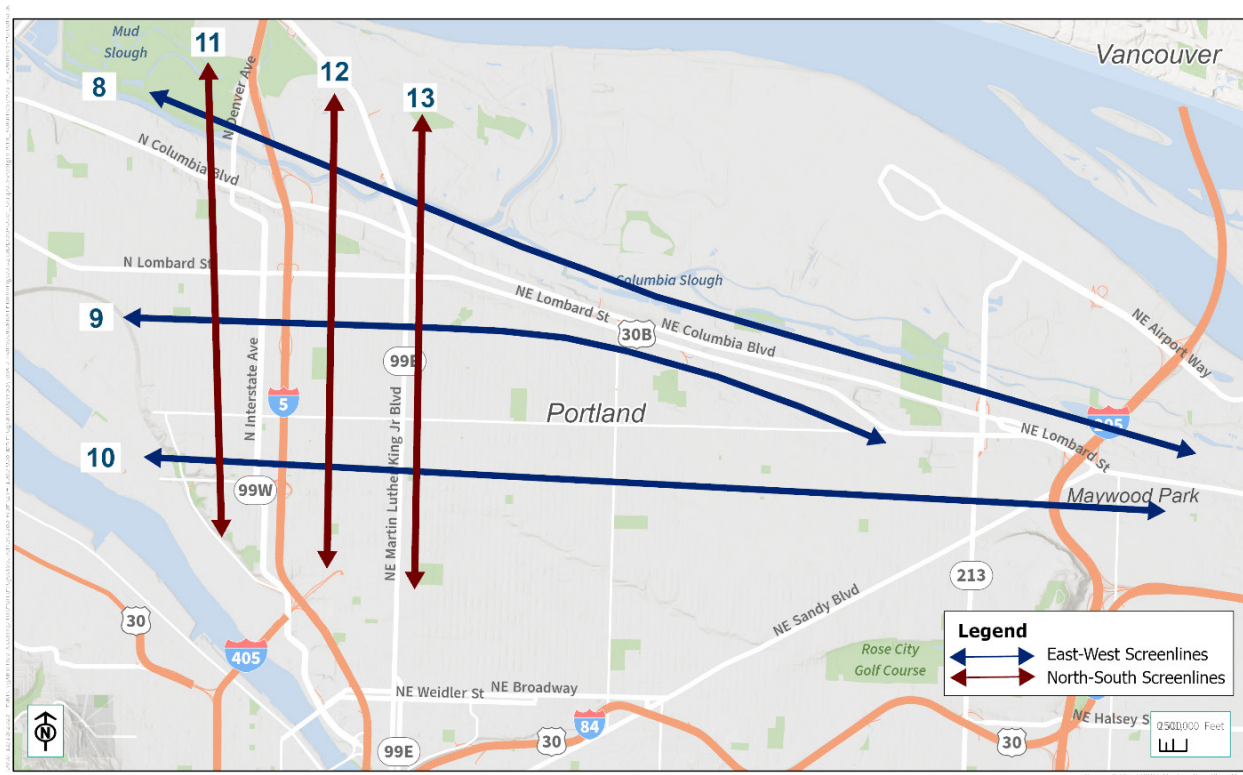 Mud
Slough
11
Vancouver
12
8
13
N Denver Ave
N Columbia Blvd
N Lombard St
Columbia Slough
NE Lombard St
30B
NE Columbia Blvd
NE Airport Way
9
99E
N Interstate Ave
5
Portland
NE Martin Luther King Jr Blvd
205
NE Lombard St
10
99W
Maywood Park
213
30
NE Sandy Blvd
405
Rose City
Golf Course
Legend
East-West Screenlines
North-South Screenlines
NE Weidler St
NE Broadway
84
30
99E
30
NE Halsey S
N
Feet